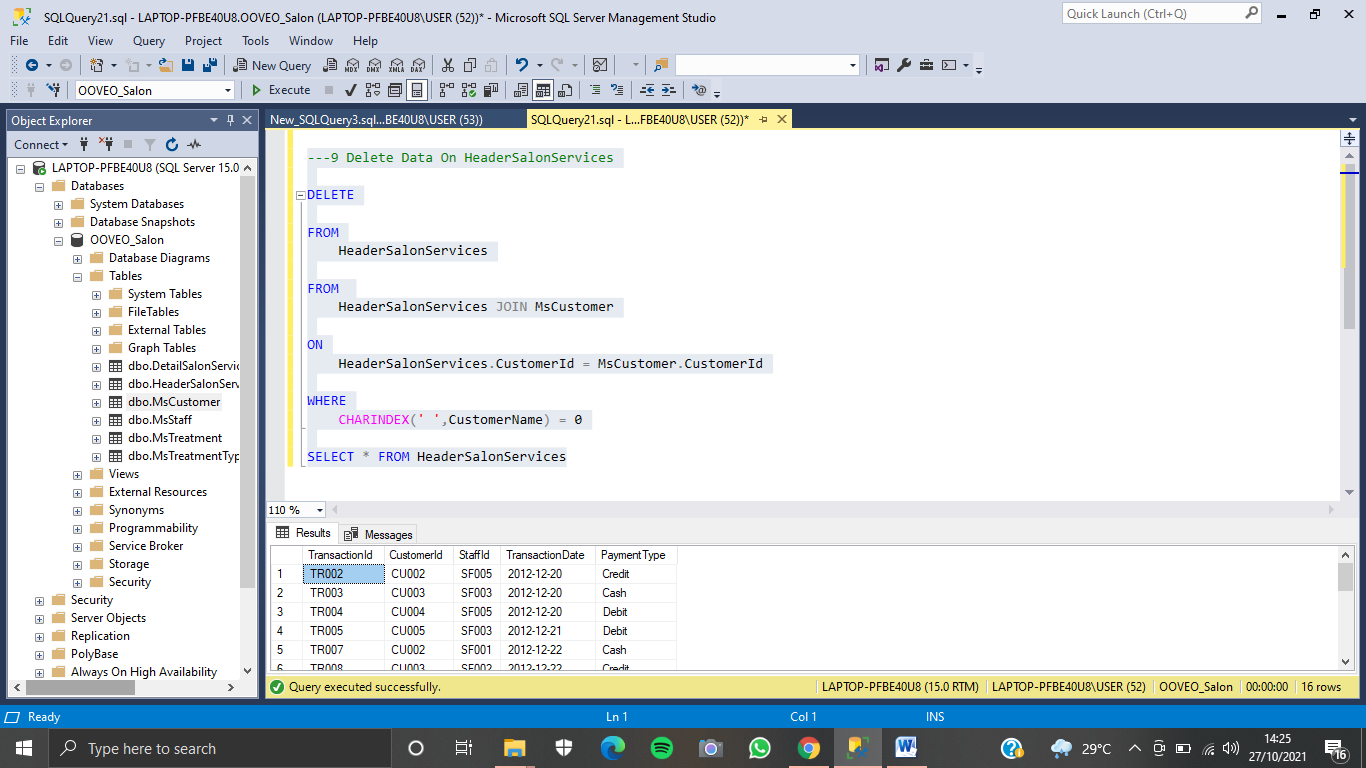 SQLQuery21.sql - LAPTOP-PFBE40U8.OOVEO_Salon (LAPTOP-PFBE40U8\USER (52))* - Microsoft SQL Server Management Studio
Quick Launch (Ctrl+Q)
File Edit View Query Project Tools Window Help
New Query MDX DMX XMLA DAX
OOVEO_Salon Execute
Object Explorer
New_SQLQuery3.sql...BE40U8\USER (53)) SQLQuery21.sql - L...FBE40U8\USER (52))*
Connect
LAPTOP-PFBE40U8 (SQL Server 15.0
Databases
System Databases
Database Snapshots
OOVEO_Salon
Database Diagrams
Tables
System Tables
FileTables
External Tables
Graph Tables
dbo.DetailSalonServic
dbo.HeaderSalonServ
dbo.MsCustomer
dbo.MsStaff
dbo.MsTreatment
dbo.MsTreatmentTyp
Views
External Resources
Synonyms
Programmability
Service Broker
Storage
Security
Security
Server Objects
Replication
PolyBase
Always On High Availability
---9 Delete Data On HeaderSalonServices
DELETE
FROM
HeaderSalonServices
FROM
HeaderSalonServices JOIN MsCustomer
ON
HeaderSalonServices.CustomerId = MsCustomer.CustomerId
WHERE
CHARINDEX(' ',CustomerName) = 0
SELECT * FROM HeaderSalonServices
110 %
Results Messages
TransactionId CustomerId StaffId TransactionDate PaymentType
1 TR002 CU002 SF005 2012-12-20 Credit
2 TR003 CU003 SF003 2012-12-20 Cash
3 TR004 CU004 SF005 2012-12-20 Debit
4 TR005 CU005 SF003 2012-12-21 Debit
5 TR007 CU002 SF001 2012-12-22 Cash
6 TR008 CU003 SF002 2012-12-22 Credit
Query executed successfully. LAPTOP-PFBE40U8 (15.0 RTM) LAPTOP-PFBE40U8\USER (52) OOVEO_Salon 00:00:00 16 rows
Ready Ln 1 Col 1 INS
Type here to search
29°C
14:25
27/10/2021
16